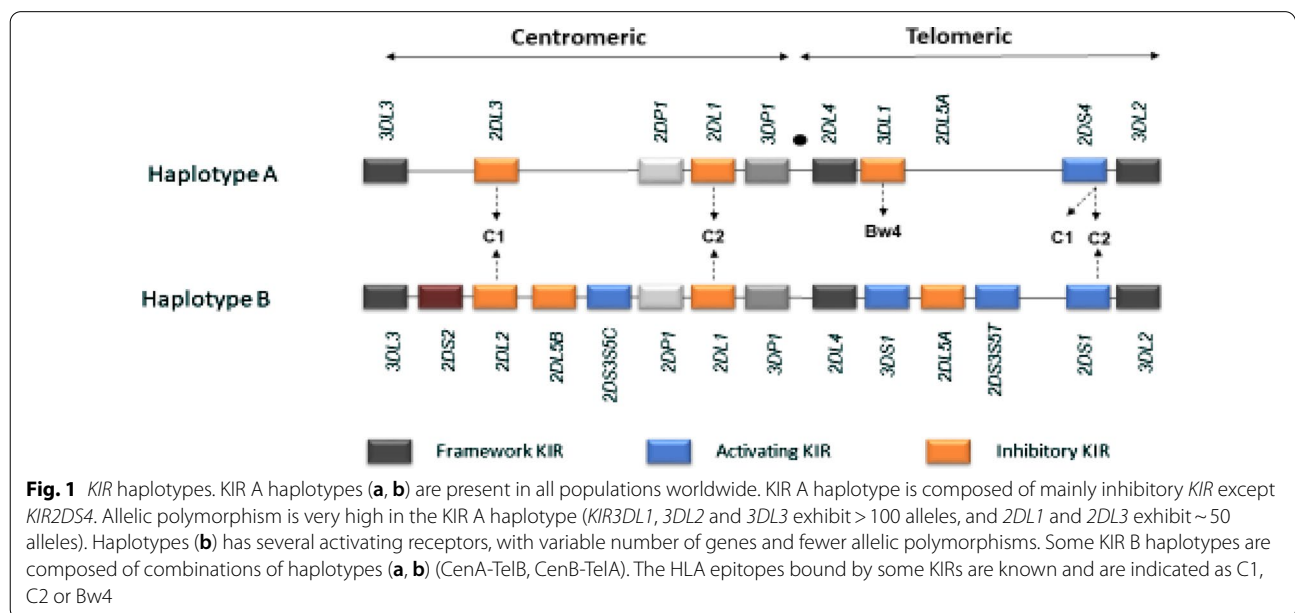 Centromeric Telomeric
3DL3 2DL3 2DP1 2DL1 3DP1 2DL4 3DL1 2DL5A 2DS4 3DL2
Haplotype A
C1 C2 Bw4 C1 C2
Haplotype B
3DL3 2DS2 2DL2 2DL5B 2DS3S5C 2DP1 2DL1 3DP1 2DL4 3DS1 2DL5A 2DS3S5T 2DS1 3DL2
Framework KIR Activating KIR Inhibitory KIR
Fig. 1 KIR haplotypes. KIR A haplotypes (a, b) are present in all populations worldwide. KIR A haplotype is composed of mainly inhibitory KIR except
KIR2DS4. Allelic polymorphism is very high in the KIR A haplotype (KIR3DL1, 3DL2 and 3DL3 exhibit > 100 alleles, and 2DL1 and 2DL3 exhibit ~ 50
alleles). Haplotypes (b) has several activating receptors, with variable number of genes and fewer allelic polymorphisms. Some KIR B haplotypes are
composed of combinations of haplotypes (a, b) (CenA-TelB, CenB-TelA). The HLA epitopes bound by some KIRs are known and are indicated as C1,
C2 or Bw4